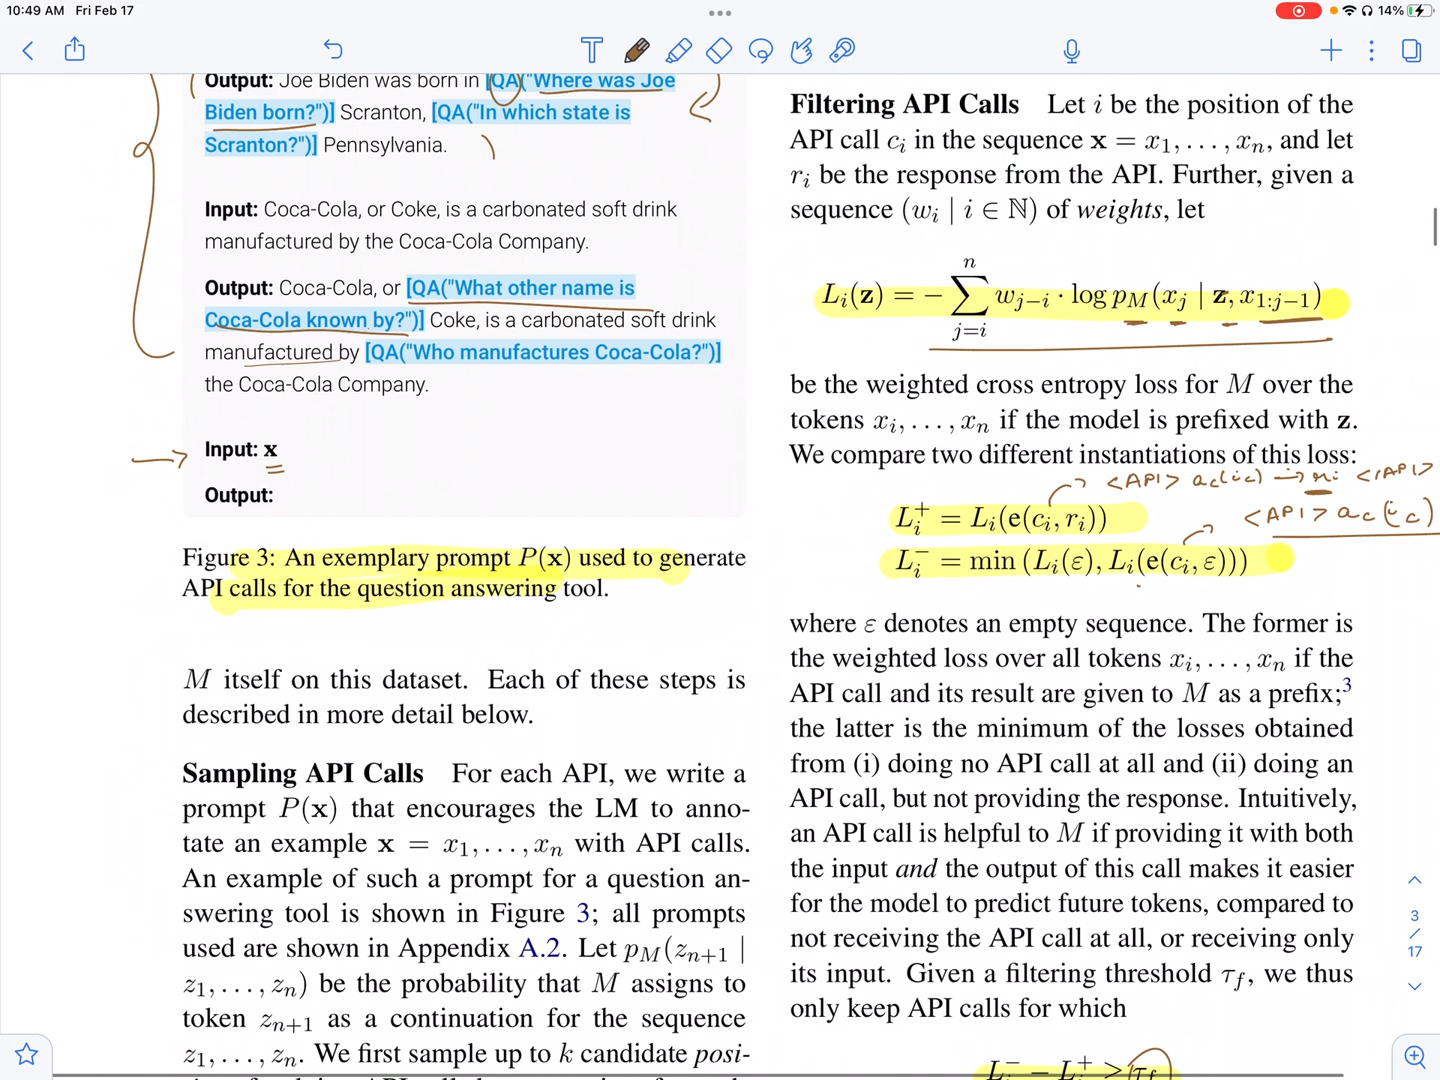 10:49 AM Fri Feb 17
14%
Output: Joe Biden was born in [QA("Where was Joe
Biden born?")] Scranton, [QA("In which state is
Scranton?")] Pennsylvania.
Input: Coca-Cola, or Coke, is a carbonated soft drink
manufactured by the Coca-Cola Company.
Output: Coca-Cola, or [QA("What other name is
Coca-Cola known by?")] Coke, is a carbonated soft drink
manufactured by [QA("Who manufactures Coca-Cola?")]
the Coca-Cola Company.
Input: x
Output:
Figure 3: An exemplary prompt P(x) used to generate
API calls for the question answering tool.
M itself on this dataset. Each of these steps is
described in more detail below.
Sampling API Calls For each API, we write a
prompt P(x) that encourages the LM to anno-
tate an example x = x₁, . . . , xₙ with API calls.
An example of such a prompt for a question an-
swering tool is shown in Figure 3; all prompts
used are shown in Appendix A.2. Let p_M(z_{n+1} |
z₁, . . . , zₙ) be the probability that M assigns to
token z_{n+1} as a continuation for the sequence
z₁, . . . , zₙ. We first sample up to k candidate posi-
Filtering API Calls Let i be the position of the
API call cᵢ in the sequence x = x₁, . . . , xₙ, and let
rᵢ be the response from the API. Further, given a
sequence (wᵢ | i ∈ ℕ) of weights, let
Lᵢ(z) = − ∑_{j=i}^{n} w_{j−i} · log p_M(x_j | z, x_{1:j−1})
be the weighted cross entropy loss for M over the
tokens xᵢ, . . . , xₙ if the model is prefixed with z.
We compare two different instantiations of this loss:
<API> ac(ic) → ri </API>
Lᵢ⁺ = Lᵢ(e(cᵢ, rᵢ))
<API> ac(ic)
Lᵢ⁻ = min (Lᵢ(ε), Lᵢ(e(cᵢ, ε)))
where ε denotes an empty sequence. The former is
the weighted loss over all tokens xᵢ, . . . , xₙ if the
API call and its result are given to M as a prefix;³
the latter is the minimum of the losses obtained
from (i) doing no API call at all and (ii) doing an
API call, but not providing the response. Intuitively,
an API call is helpful to M if providing it with both
the input and the output of this call makes it easier
for the model to predict future tokens, compared to
not receiving the API call at all, or receiving only
its input. Given a filtering threshold τ_f, we thus
only keep API calls for which
Lᵢ⁻ − Lᵢ⁺ ≥ τ_f
3
/
17